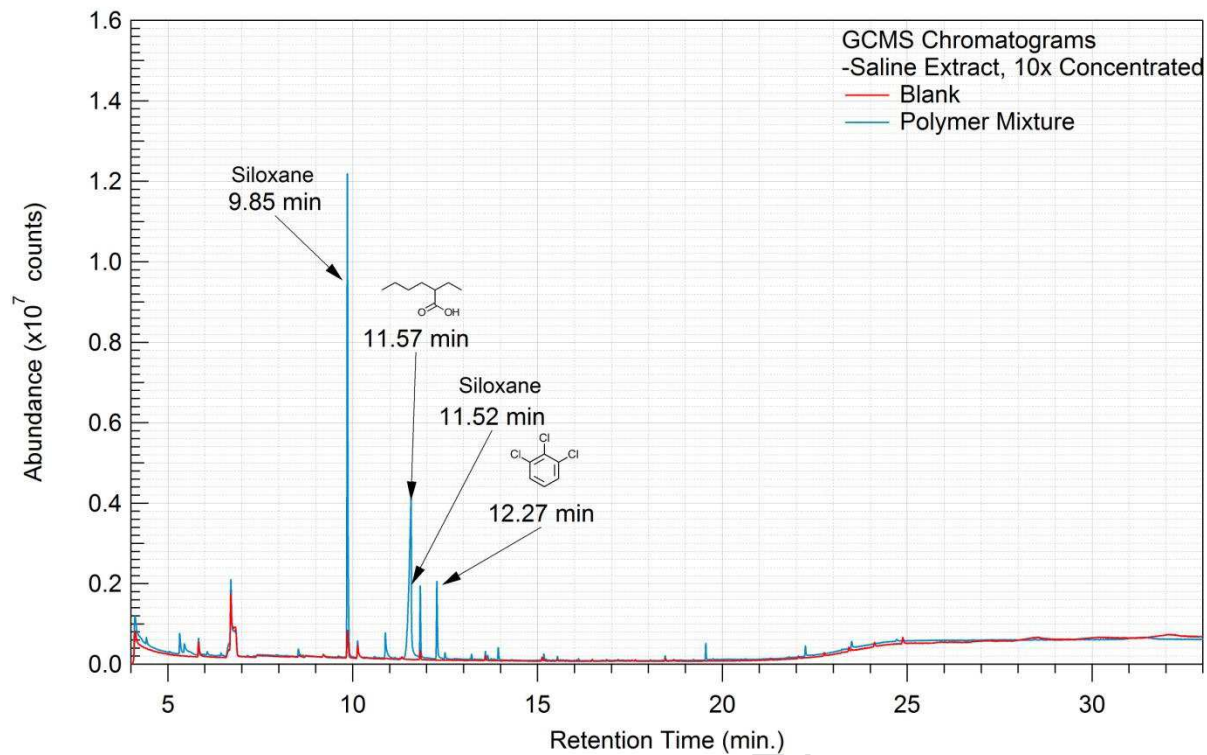 GCMS Chromatograms
-Saline Extract, 10x Concentrated
Blank
Polymer Mixture
Siloxane
9.85 min
O
OH
11.57 min
Siloxane
11.52 min
Cl
Cl
Cl
12.27 min
Abundance (x10⁷ counts)
1.6
1.4
1.2
1.0
0.8
0.6
0.4
0.2
0.0
5
10
15
20
25
30
Retention Time (min.)